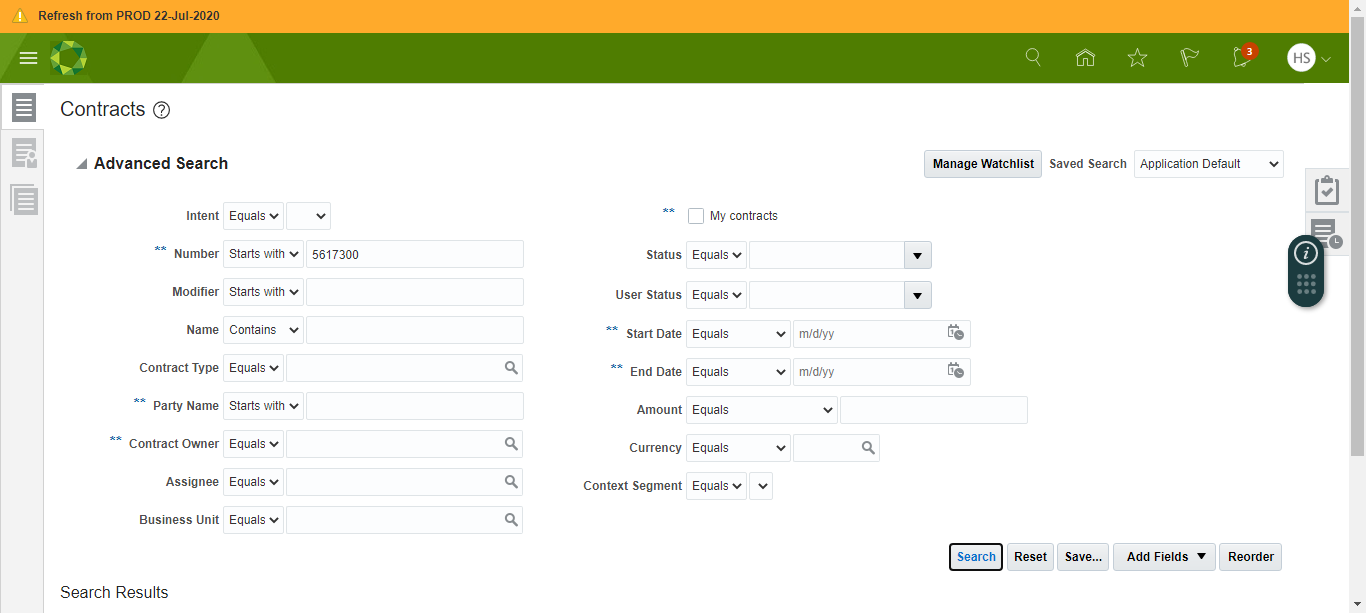 Refresh from PROD 22-Jul-2020
3
HS
Contracts ?
Advanced Search
Manage Watchlist Saved Search Application Default
Intent Equals
** Number Starts with 5617300
Modifier Starts with
Name Contains
Contract Type Equals
** Party Name Starts with
** Contract Owner Equals
Assignee Equals
Business Unit Equals
** My contracts
Status Equals
User Status Equals
** Start Date Equals m/d/yy
** End Date Equals m/d/yy
Amount Equals
Currency Equals
Context Segment Equals
i
Search Reset Save... Add Fields Reorder
Search Results